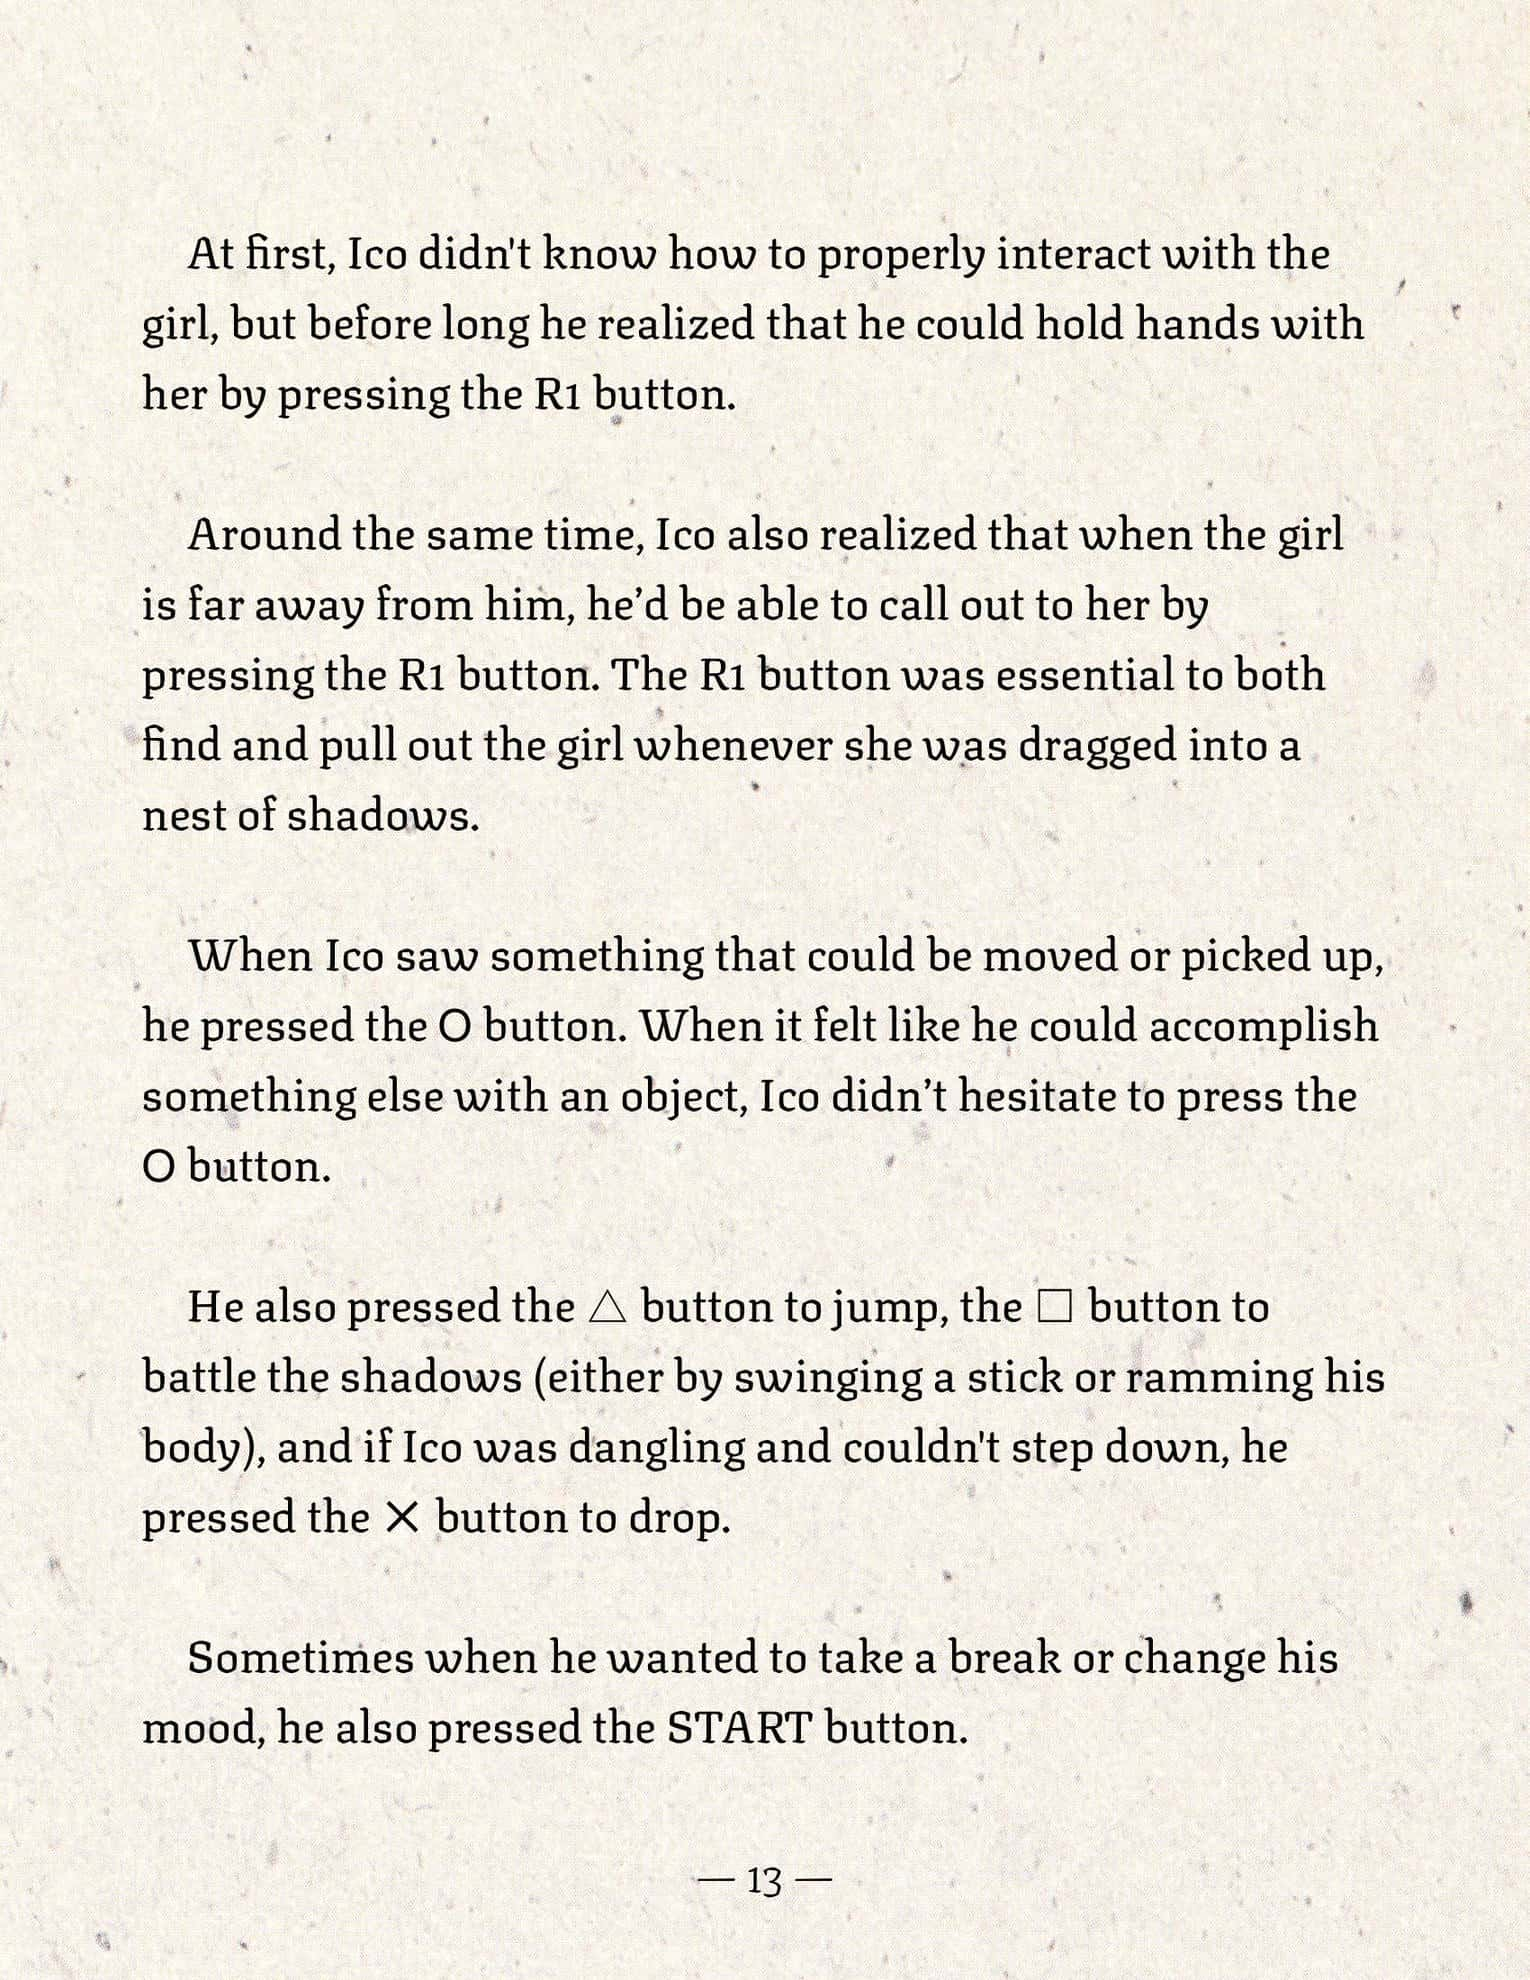 At first, Ico didn't know how to properly interact with the
girl, but before long he realized that he could hold hands with
her by pressing the R1 button.
Around the same time, Ico also realized that when the girl
is far away from him, he’d be able to call out to her by
pressing the R1 button. The R1 button was essential to both
find and pull out the girl whenever she was dragged into a
nest of shadows.
When Ico saw something that could be moved or picked up,
he pressed the O button. When it felt like he could accomplish
something else with an object, Ico didn’t hesitate to press the
O button.
He also pressed the △ button to jump, the □ button to
battle the shadows (either by swinging a stick or ramming his
body), and if Ico was dangling and couldn't step down, he
pressed the ✕ button to drop.
Sometimes when he wanted to take a break or change his
mood, he also pressed the START button.
— 13 —